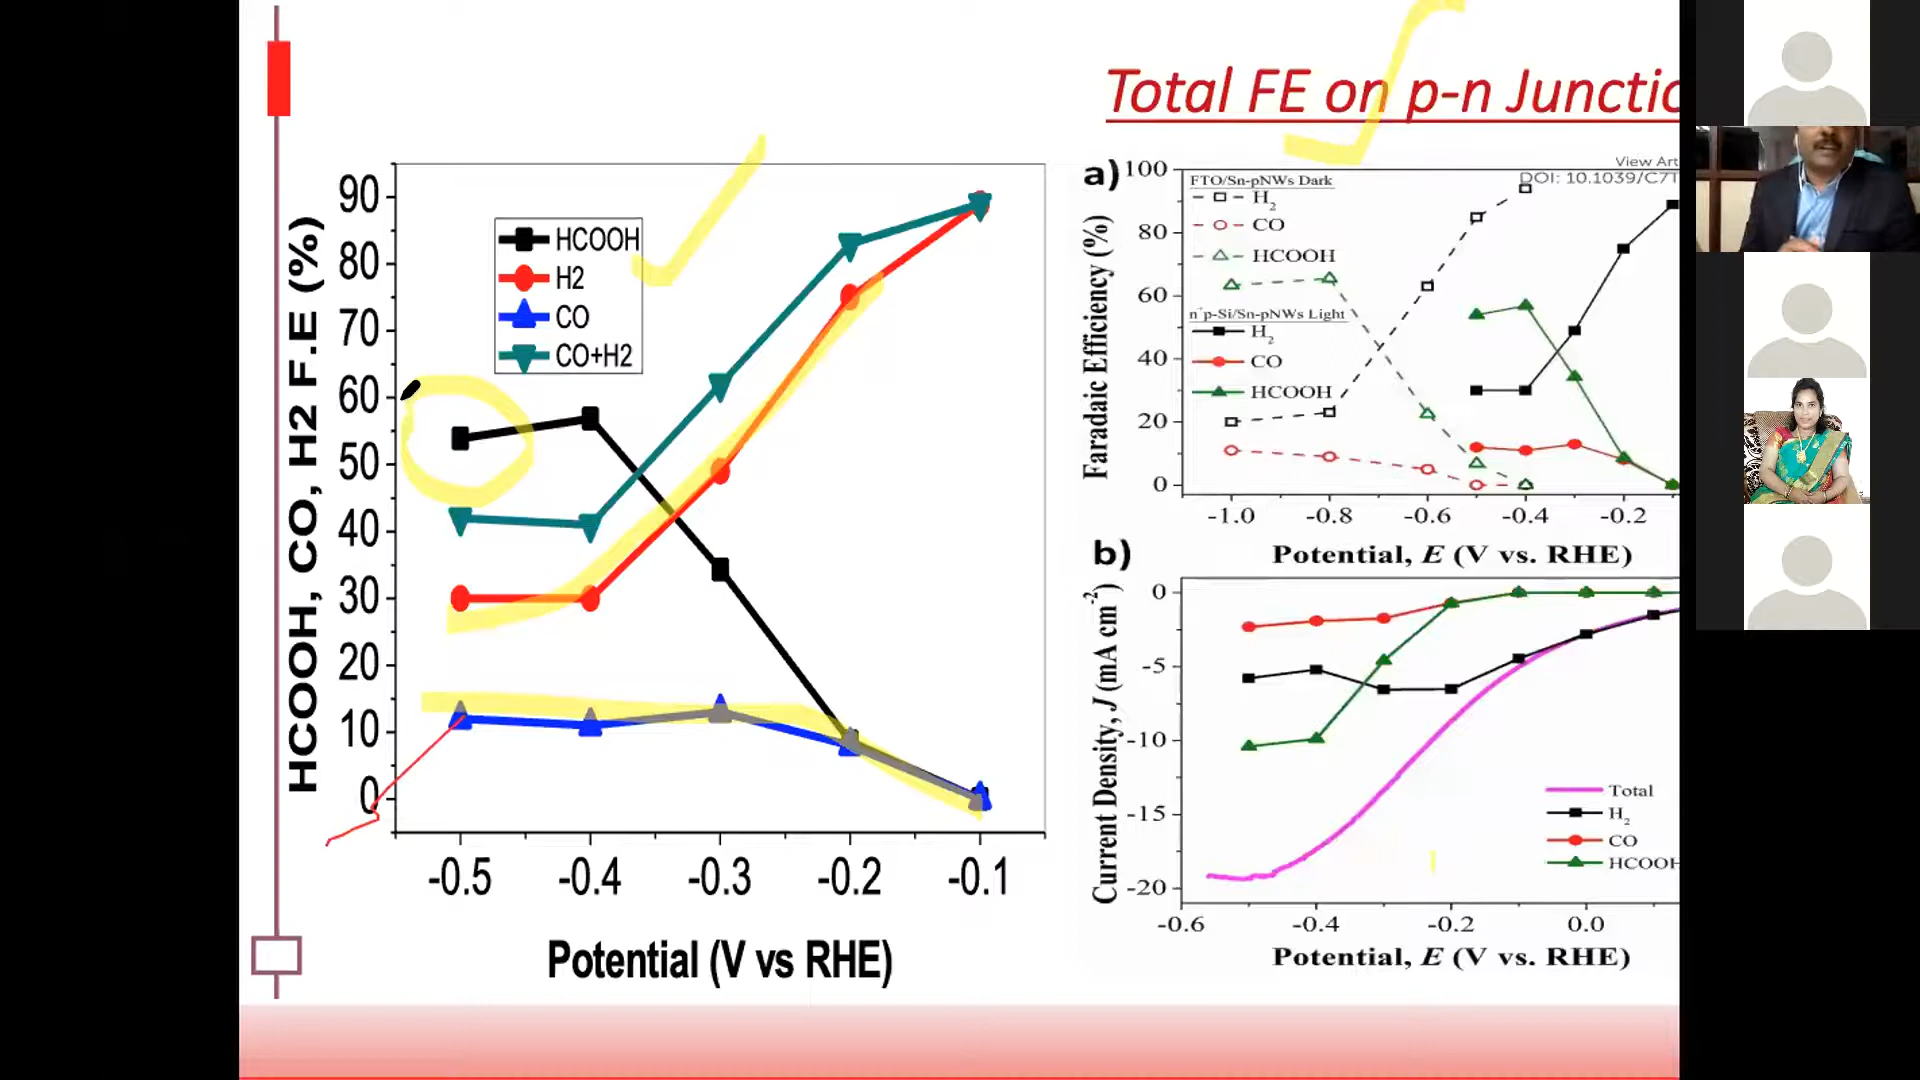 Total FE on p-n Junctio
HCOOH, CO, H2 F.E (%)
90
80
70
60
50
40
30
20
10
0
HCOOH
H2
CO
CO+H2
-0.5 -0.4 -0.3 -0.2 -0.1
Potential (V vs RHE)
a)
View Art
DOI: 10.1039/C7T
Faradaic Efficiency (%)
100
80
60
40
20
0
FTO/Sn-pNWs Dark
H2
CO
HCOOH
n+p-Si/Sn-pNWs Light
H2
CO
HCOOH
-1.0 -0.8 -0.6 -0.4 -0.2
Potential, E (V vs. RHE)
b)
Current Density, J (mA cm-2)
0
-5
-10
-15
-20
Total
H2
CO
HCOOH
-0.6 -0.4 -0.2 0.0
Potential, E (V vs. RHE)